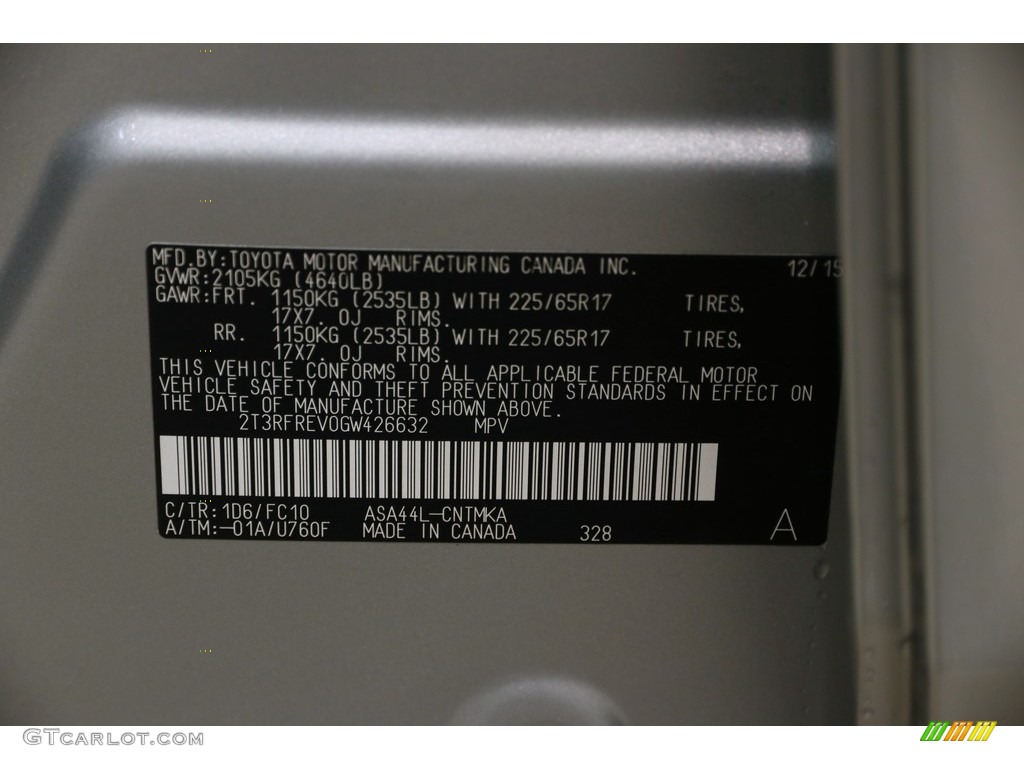 MFD.BY:TOYOTA MOTOR MANUFACTURING CANADA INC. 12/15
GVWR:2105KG (4640LB)
GAWR:FRT. 1150KG (2535LB) WITH 225/65R17 TIRES,
17X7. 0J RIMS.
RR. 1150KG (2535LB) WITH 225/65R17 TIRES,
17X7. 0J RIMS.
THIS VEHICLE CONFORMS TO ALL APPLICABLE FEDERAL MOTOR
VEHICLE SAFETY AND THEFT PREVENTION STANDARDS IN EFFECT ON
THE DATE OF MANUFACTURE SHOWN ABOVE.
2T3RFREV0GW426632 MPV
C/TR:1D6/FC10 ASA44L-CNTMKA
A/TM:-01A/U760F MADE IN CANADA 328 A
GTCarlot.com